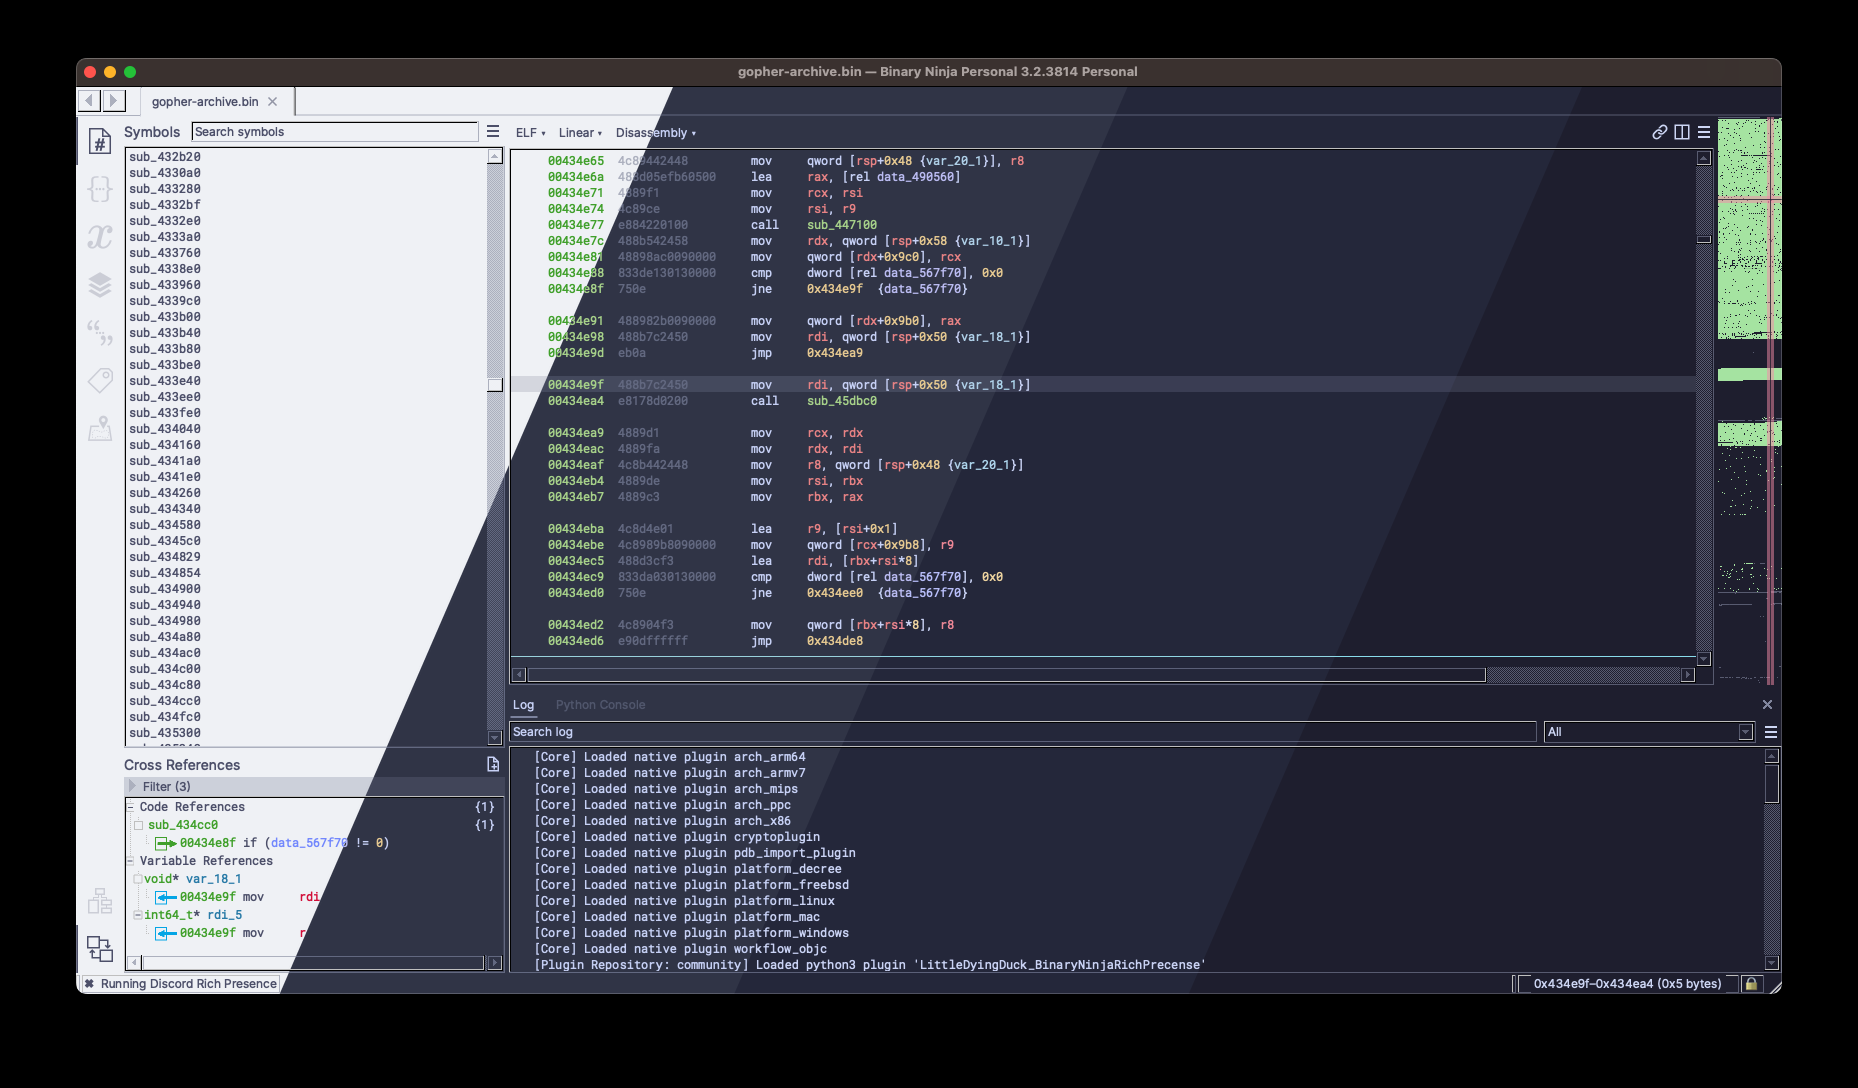 gopher-archive.bin — Binary Ninja Personal 3.2.3814 Personal
gopher-archive.bin
Symbols
Search symbols
sub_432b20
sub_4330a0
sub_433280
sub_4332bf
sub_4332e0
sub_4333a0
sub_433760
sub_4338e0
sub_433960
sub_4339c0
sub_433b00
sub_433b40
sub_433b80
sub_433be0
sub_433e40
sub_433ee0
sub_433fe0
sub_434040
sub_434160
sub_4341a0
sub_4341e0
sub_434260
sub_434340
sub_434580
sub_4345c0
sub_434829
sub_434854
sub_434900
sub_434940
sub_434980
sub_434a80
sub_434ac0
sub_434c00
sub_434c80
sub_434cc0
sub_434fc0
sub_435300
Cross References
Filter (3)
Code References {1}
sub_434cc0 {1}
00434e8f if (data_567f70 != 0)
Variable References
void* var_18_1
00434e9f mov rdi
int64_t* rdi_5
00434e9f mov r
ELF Linear Disassembly
00434e65 4c89442448 mov qword [rsp+0x48 {var_20_1}], r8
00434e6a 488d05efb60500 lea rax, [rel data_490560]
00434e71 4889f1 mov rcx, rsi
00434e74 4c89ce mov rsi, r9
00434e77 e884220100 call sub_447100
00434e7c 488b542458 mov rdx, qword [rsp+0x58 {var_10_1}]
00434e81 48898ac0090000 mov qword [rdx+0x9c0], rcx
00434e88 833de130130000 cmp dword [rel data_567f70], 0x0
00434e8f 750e jne 0x434e9f {data_567f70}
00434e91 488982b0090000 mov qword [rdx+0x9b0], rax
00434e98 488b7c2450 mov rdi, qword [rsp+0x50 {var_18_1}]
00434e9d eb0a jmp 0x434ea9
00434e9f 488b7c2450 mov rdi, qword [rsp+0x50 {var_18_1}]
00434ea4 e8178d0200 call sub_45dbc0
00434ea9 4889d1 mov rcx, rdx
00434eac 4889fa mov rdx, rdi
00434eaf 4c8b442448 mov r8, qword [rsp+0x48 {var_20_1}]
00434eb4 4889de mov rsi, rbx
00434eb7 4889c3 mov rbx, rax
00434eba 4c8d4e01 lea r9, [rsi+0x1]
00434ebe 4c8989b8090000 mov qword [rcx+0x9b8], r9
00434ec5 488d3cf3 lea rdi, [rbx+rsi*8]
00434ec9 833da030130000 cmp dword [rel data_567f70], 0x0
00434ed0 750e jne 0x434ee0 {data_567f70}
00434ed2 4c8904f3 mov qword [rbx+rsi*8], r8
00434ed6 e90dffffff jmp 0x434de8
Log Python Console
Search log All
[Core] Loaded native plugin arch_arm64
[Core] Loaded native plugin arch_armv7
[Core] Loaded native plugin arch_mips
[Core] Loaded native plugin arch_ppc
[Core] Loaded native plugin arch_x86
[Core] Loaded native plugin cryptoplugin
[Core] Loaded native plugin pdb_import_plugin
[Core] Loaded native plugin platform_decree
[Core] Loaded native plugin platform_freebsd
[Core] Loaded native plugin platform_linux
[Core] Loaded native plugin platform_mac
[Core] Loaded native plugin platform_windows
[Core] Loaded native plugin workflow_objc
[Plugin Repository: community] Loaded python3 plugin 'LittleDyingDuck_BinaryNinjaRichPrecense'
Running Discord Rich Presence
0x434e9f–0x434ea4 (0x5 bytes)